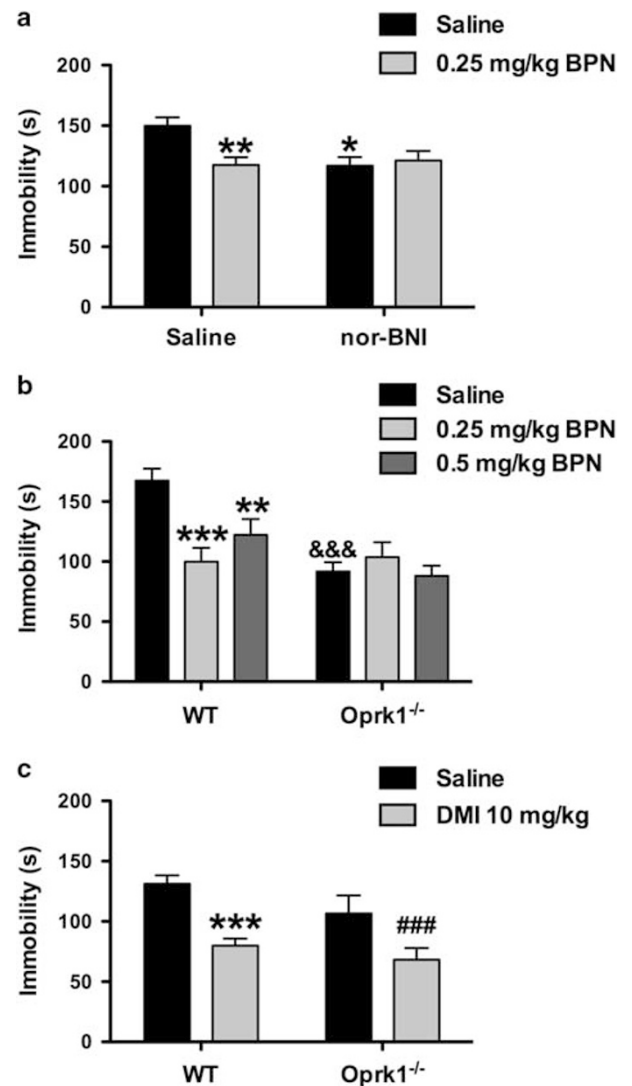 a
Saline
0.25 mg/kg BPN
Immobility (s)
200
150
100
50
0
**
*
Saline nor-BNI
b
Saline
0.25 mg/kg BPN
0.5 mg/kg BPN
Immobility (s)
200
150
100
50
0
*** ** &&&
WT Oprk1-/-
c
Saline
DMI 10 mg/kg
Immobility (s)
200
150
100
50
0
*** ###
WT Oprk1-/-